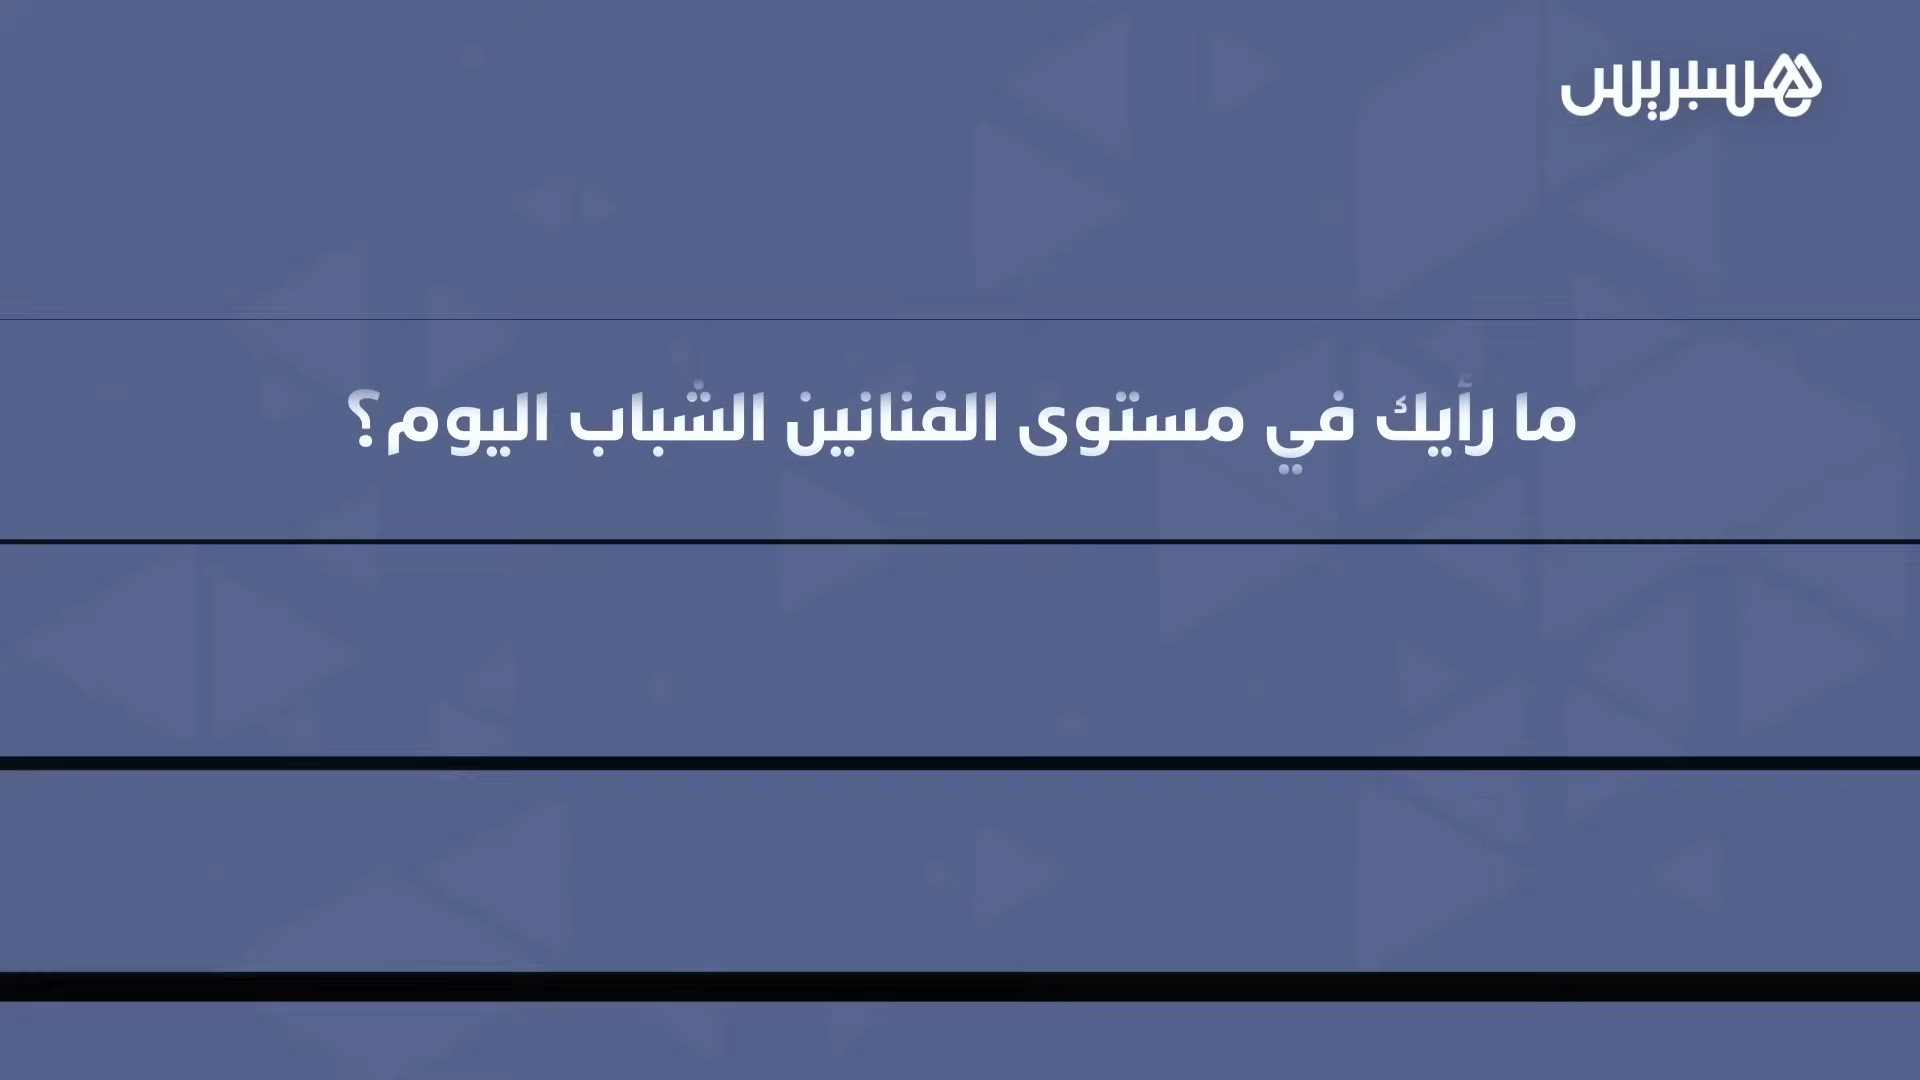 هسبريس
ما رأيك في مستوى الفنانين الشباب اليوم؟